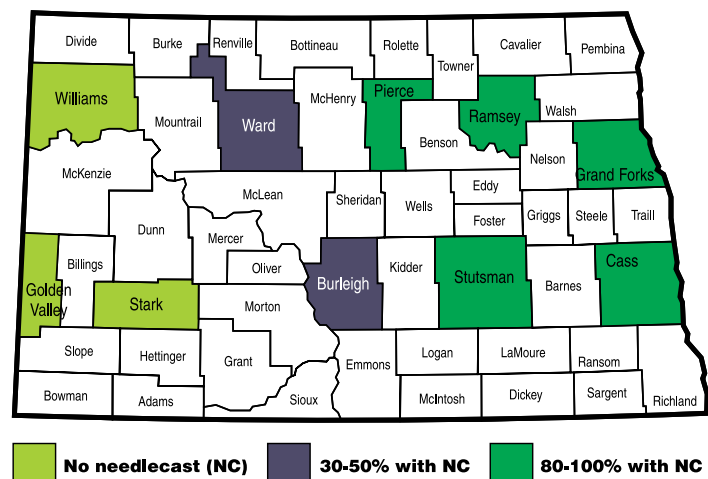 Divide
Burke
Renville
Bottineau
Rolette
Cavalier
Pembina
Towner
Williams
Pierce
McHenry
Ramsey
Walsh
Mountrail
Ward
Benson
Nelson
Grand Forks
McKenzie
McLean
Eddy
Sheridan
Wells
Foster
Griggs
Steele
Traill
Dunn
Mercer
Billings
Oliver
Kidder
Stutsman
Cass
Golden
Valley
Stark
Burleigh
Barnes
Morton
Slope
Hettinger
Grant
Emmons
Logan
LaMoure
Ransom
Bowman
Adams
Sioux
McIntosh
Dickey
Sargent
Richland
No needlecast (NC)
30-50% with NC
80-100% with NC